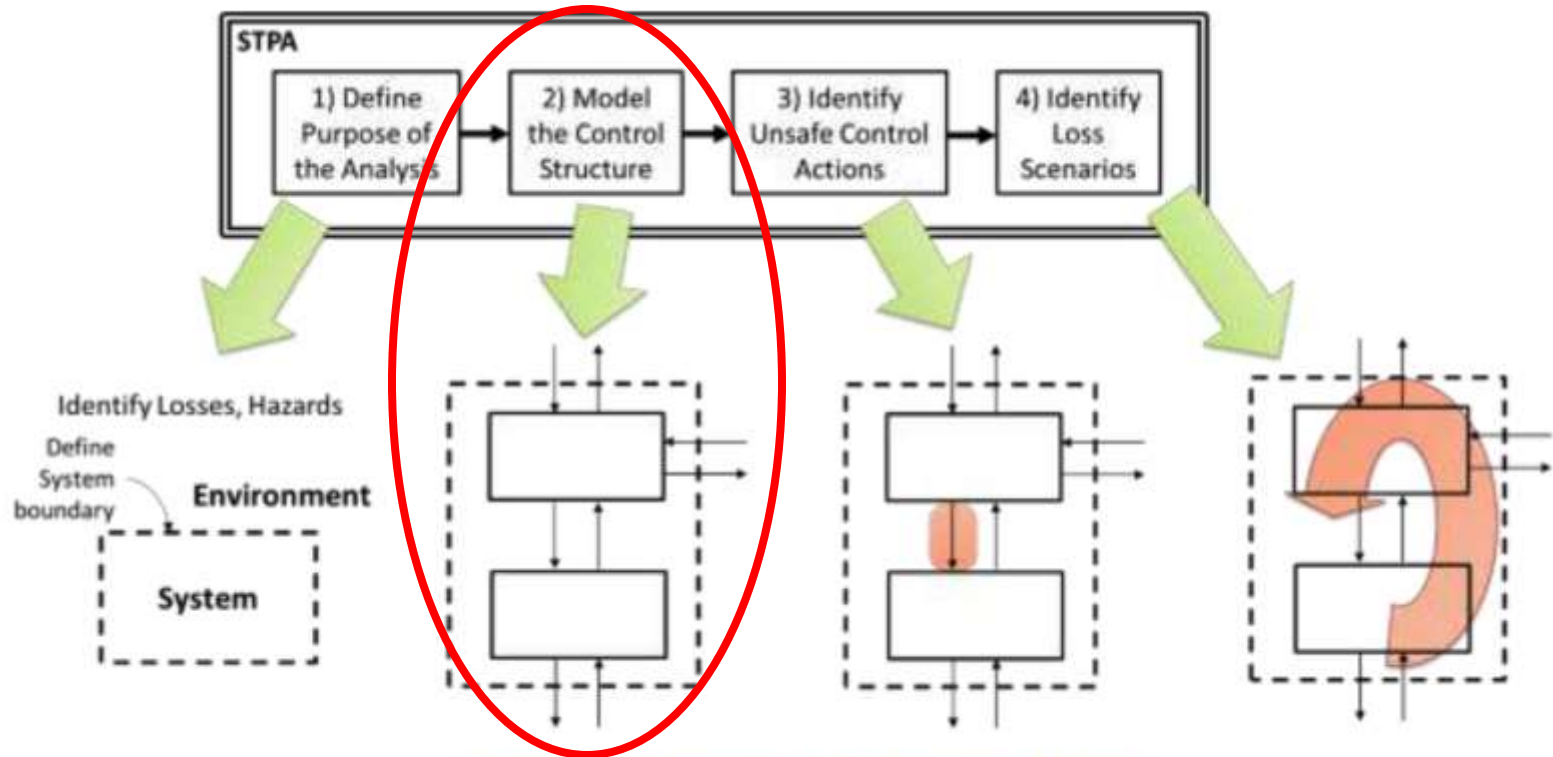 STPA
1) Define
Purpose of
the Analysis
2) Model
the Control
Structure
3) Identify
Unsafe Control
Actions
4) Identify
Loss
Scenarios
Identify Losses, Hazards
Define
System
boundary
Environment
System